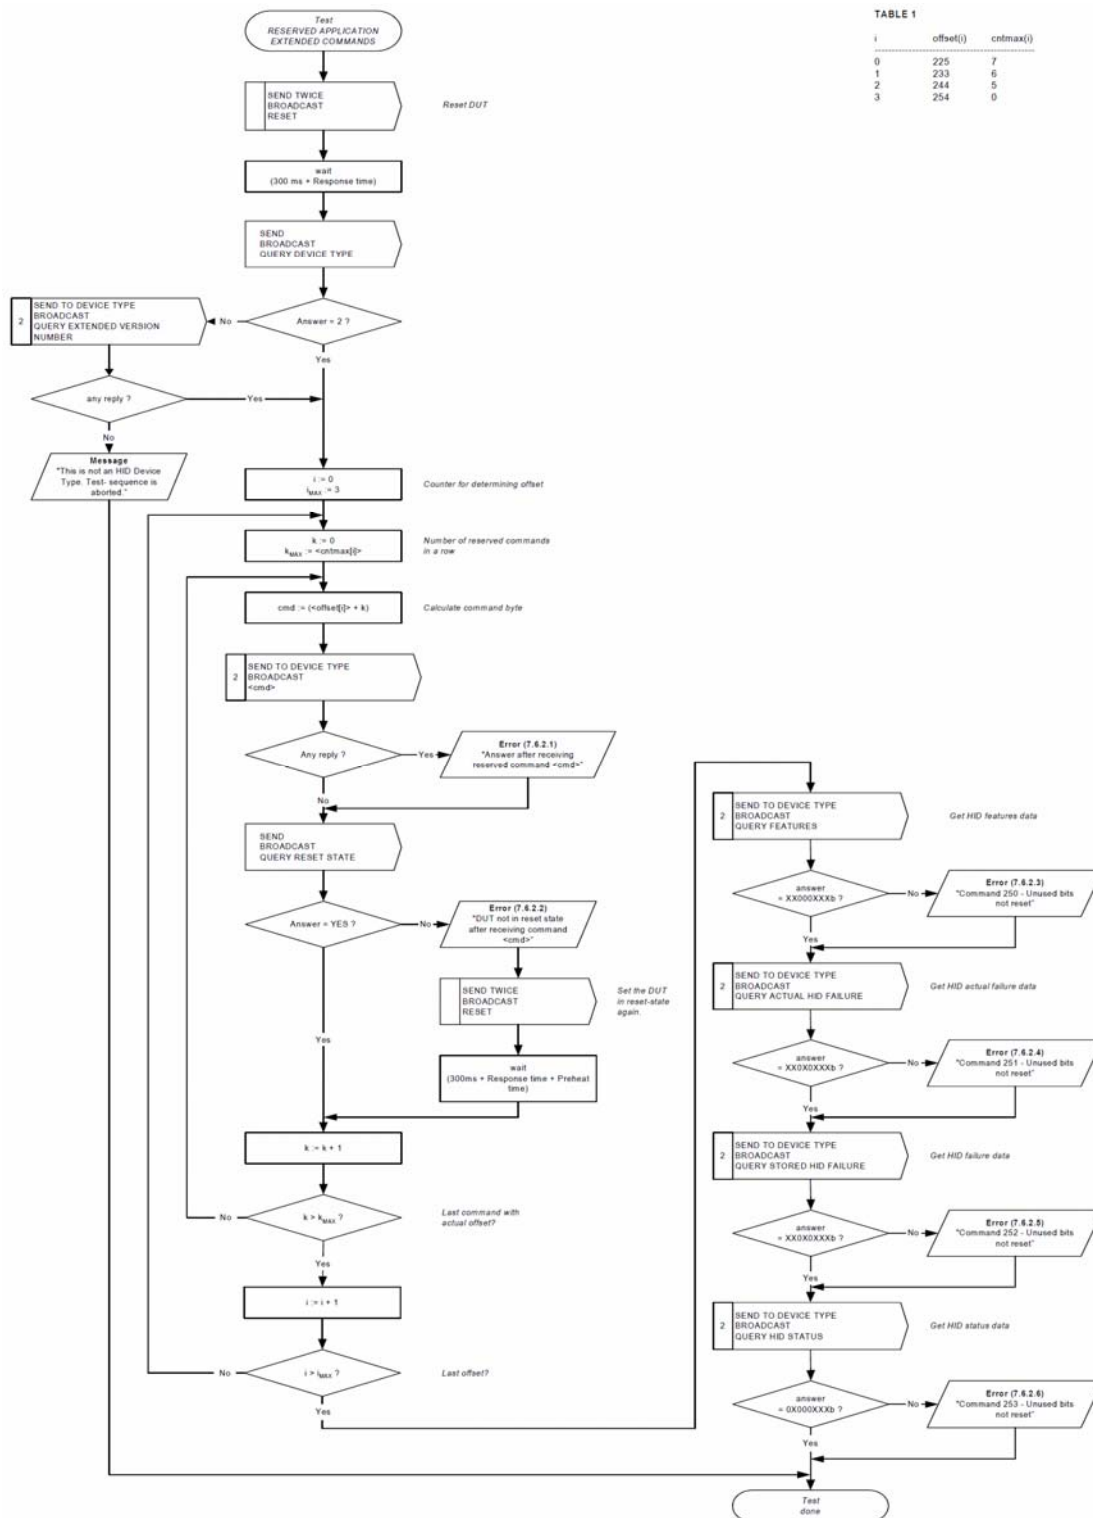 Test
RESERVED APPLICATION
EXTENDED COMMANDS
TABLE 1
i offset(i) cntmax(i)
0 225 7
1 233 6
2 244 5
3 254 0
SEND TWICE
BROADCAST
RESET
Reset DUT
wait
(300 ms + Response time)
SEND
BROADCAST
QUERY DEVICE TYPE
Answer = 2 ?
No
Yes
2
SEND TO DEVICE TYPE
BROADCAST
QUERY EXTENDED VERSION
NUMBER
any reply ?
Yes
No
Message
"This is not an HID Device
Type. Test- sequence is
aborted."
i := 0
iMAX := 3
Counter for determining offset
k := 0
kMAX := <cntmax[i]>
Number of reserved commands
in a row
cmd := (<offset[i]> + k)
Calculate command byte
2
SEND TO DEVICE TYPE
BROADCAST
<cmd>
Any reply ?
Yes
No
Error (7.6.2.1)
"Answer after receiving
reserved command <cmd>"
SEND
BROADCAST
QUERY RESET STATE
Answer = YES ?
No
Yes
Error (7.6.2.2)
"DUT not in reset state
after receiving command
<cmd>"
SEND TWICE
BROADCAST
RESET
Set the DUT
in reset-state
again.
wait
(300ms + Response time + Preheat
time)
k := k + 1
k > kMAX ?
No
Yes
Last command with
actual offset?
i := i + 1
i > iMAX ?
No
Yes
Last offset?
2
SEND TO DEVICE TYPE
BROADCAST
QUERY FEATURES
Get HID features data
answer
= XX000XXXb ?
No
Yes
Error (7.6.2.3)
"Command 250 - Unused bits
not reset"
2
SEND TO DEVICE TYPE
BROADCAST
QUERY ACTUAL HID FAILURE
Get HID actual failure data
answer
= XX0X0XXXb ?
No
Yes
Error (7.6.2.4)
"Command 251 - Unused bits
not reset"
2
SEND TO DEVICE TYPE
BROADCAST
QUERY STORED HID FAILURE
Get HID failure data
answer
= XX0X0XXXb ?
No
Yes
Error (7.6.2.5)
"Command 252 - Unused bits
not reset"
2
SEND TO DEVICE TYPE
BROADCAST
QUERY HID STATUS
Get HID status data
answer
= 0X000XXXb ?
No
Yes
Error (7.6.2.6)
"Command 253 - Unused bits
not reset"
Test
done